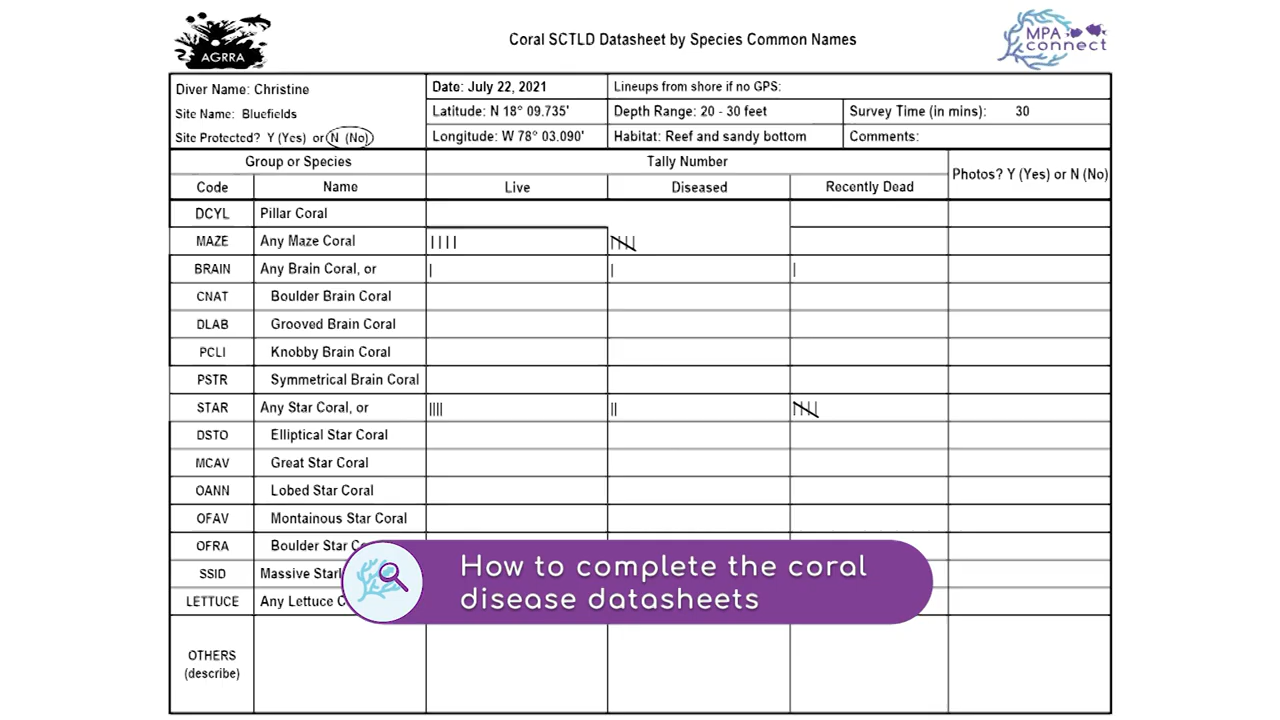 AGRRA
Coral SCTLD Datasheet by Species Common Names
MPA
connect
Diver Name: Christine
Date: July 22, 2021
Lineups from shore if no GPS:
Site Name: Bluefields
Latitude: N 18° 09.735'
Depth Range: 20 - 30 feet
Survey Time (in mins): 30
Site Protected? Y (Yes) or N (No)
Longitude: W 78° 03.090'
Habitat: Reef and sandy bottom
Comments:
Group or Species
Tally Number
Photos? Y (Yes) or N (No)
Code Name Live Diseased Recently Dead
DCYL Pillar Coral
MAZE Any Maze Coral
BRAIN Any Brain Coral, or
CNAT Boulder Brain Coral
DLAB Grooved Brain Coral
PCLI Knobby Brain Coral
PSTR Symmetrical Brain Coral
STAR Any Star Coral, or
DSTO Elliptical Star Coral
MCAV Great Star Coral
OANN Lobed Star Coral
OFAV Montainous Star Coral
OFRA Boulder Star
SSID Massive
LETTUCE Any Lettuce
OTHERS
(describe)
How to complete the coral
disease datasheets